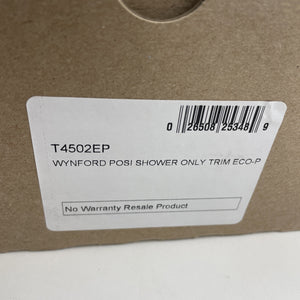 0 26508 25348 9
T4502EP
WYNFORD POSI SHOWER ONLY TRIM ECO-P
No Warranty Resale Product